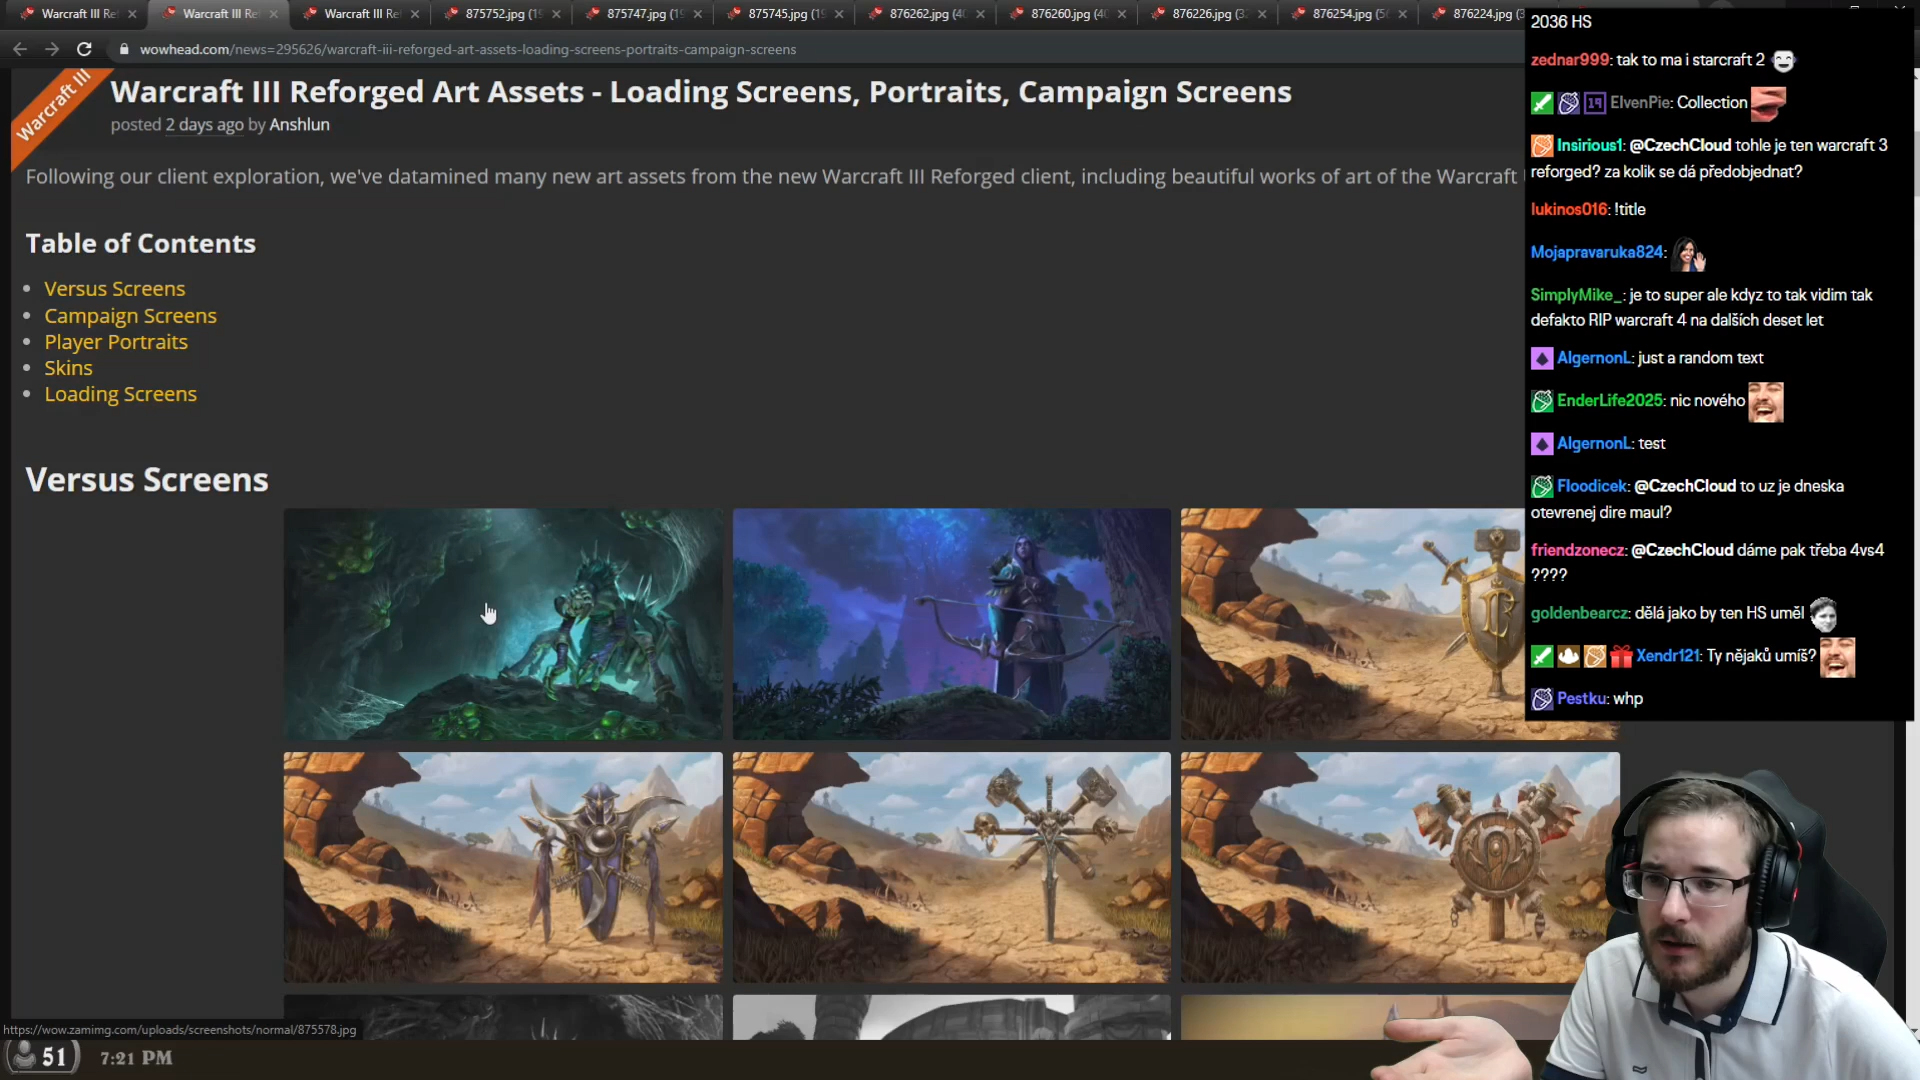 Warcraft III Re
Warcraft III Re
Warcraft III Re
875752.jpg (19
875747.jpg (19
875745.jpg (19
876262.jpg (40
876260.jpg (40
876226.jpg (32
876254.jpg (50
876224.jpg (3
wowhead.com/news=295626/warcraft-iii-reforged-art-assets-loading-screens-portraits-campaign-screens
Warcraft III
Warcraft III Reforged Art Assets - Loading Screens, Portraits, Campaign Screens
posted 2 days ago by Anshlun
Following our client exploration, we've datamined many new art assets from the new Warcraft III Reforged client, including beautiful works of art of the Warcraft
Table of Contents
Versus Screens
Campaign Screens
Player Portraits
Skins
Loading Screens
Versus Screens
https://wow.zamimg.com/uploads/screenshots/normal/875578.jpg
51 7:21 PM
2036 HS
zednar999: tak to ma i starcraft 2
19 ElvenPie: Collection
Insirious1: @CzechCloud tohle je ten warcraft 3
reforged? za kolik se dá předobjednat?
lukinos016: !title
Mojapravaruka824:
SimplyMike_: je to super ale kdyz to tak vidim tak
defakto RIP warcraft 4 na dalších deset let
AlgernonL: just a random text
EnderLife2025: nic nového
AlgernonL: test
Floodicek: @CzechCloud to uz je dneska
otevrenej dire maul?
friendzonecz: @CzechCloud dáme pak třeba 4vs4
????
goldenbearcz: dělá jako by ten HS uměl
Xendr121: Ty nějaků umíš?
Pestku: whp